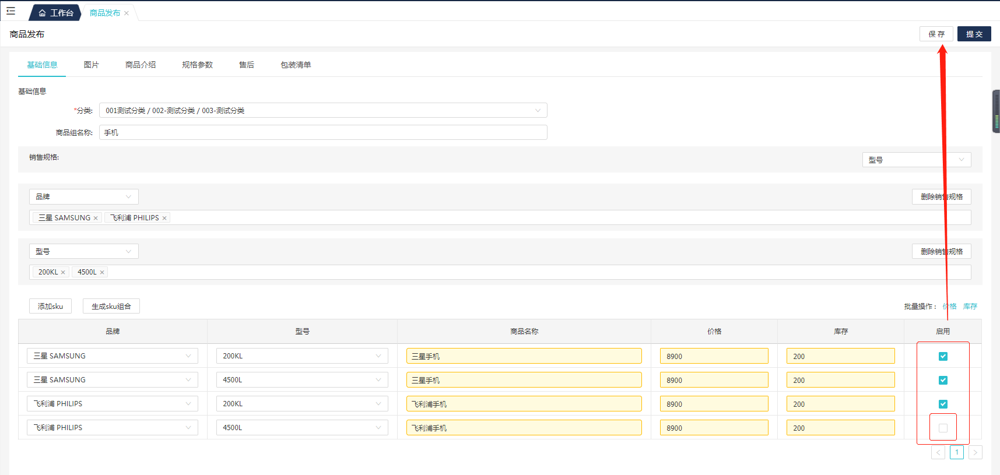 工作台 商品发布
商品发布 保 存 提 交
基础信息 图片 商品介绍 规格参数 售后 包装清单
基础信息
*分类: 001测试分类 / 002-测试分类 / 003-测试分类
商品组名称: 手机
销售规格: 型号
品牌 删除销售规格
三星 SAMSUNG 飞利浦 PHILIPS
型号 删除销售规格
200KL 4500L
添加sku 生成sku组合 批量操作： 价格 库存
品牌 型号 商品名称 价格 库存 启用
三星 SAMSUNG 200KL 三星手机 8900 200
三星 SAMSUNG 4500L 三星手机 8900 200
飞利浦 PHILIPS 200KL 飞利浦手机 8900 200
飞利浦 PHILIPS 4500L 飞利浦手机 8900 200
1